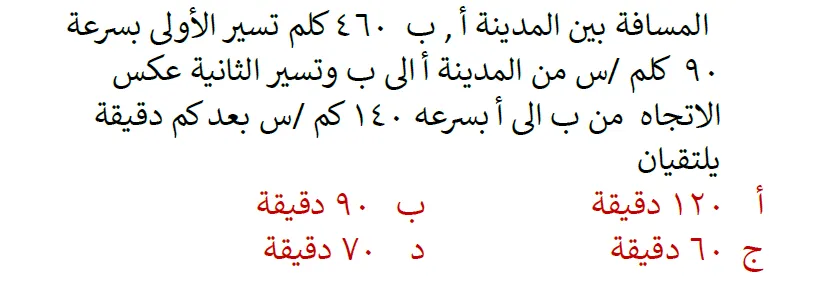 المسافة بين المدينة أ , ب ٤٦٠ كلم تسير الأولى بسرعة
٩٠ كلم /س من المدينة أ الى ب وتسير الثانية عكس
الاتجاه من ب الى أ بسرعه ١٤٠ كم /س بعد كم دقيقة
يلتقيان
أ ١٢٠ دقيقة ب ٩٠ دقيقة
ج ٦٠ دقيقة د ٧٠ دقيقة